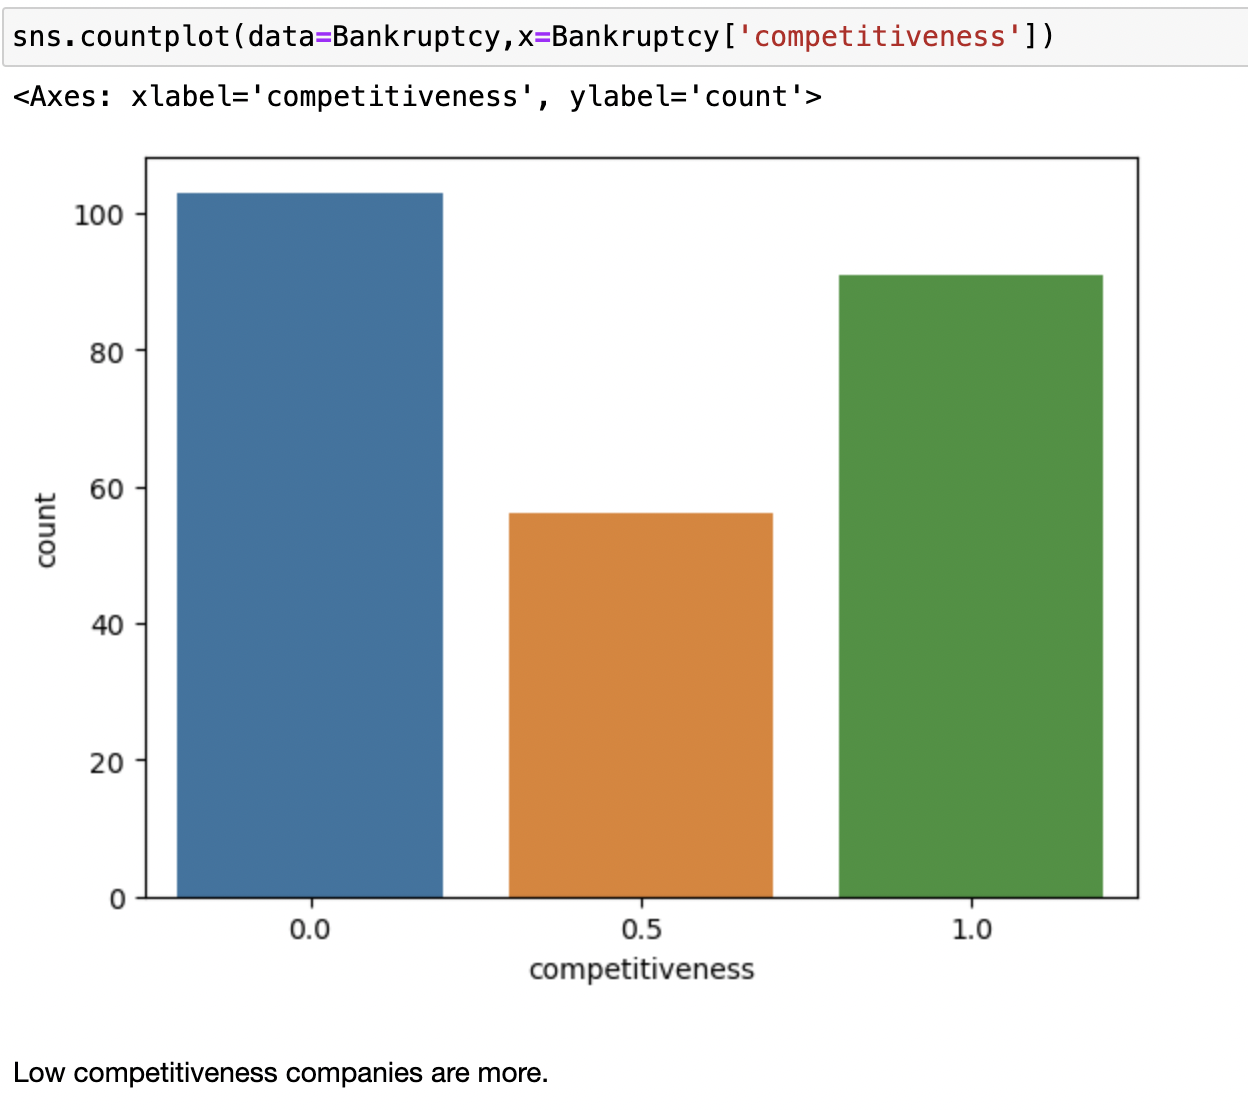 sns.countplot(data=Bankruptcy,x=Bankruptcy['competitiveness'])
<Axes: xlabel='competitiveness', ylabel='count'>
100
80
60
40
20
0
count
0.0 0.5 1.0
competitiveness
Low competitiveness companies are more.